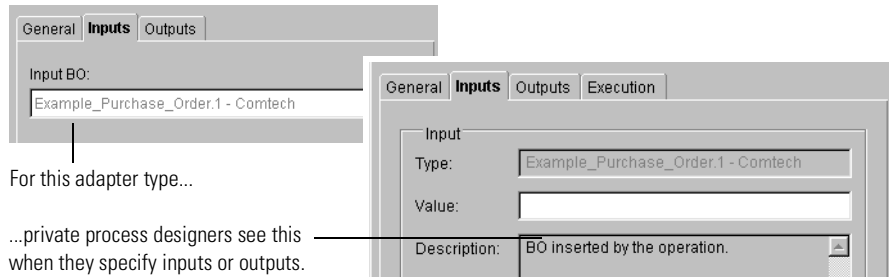 General Inputs Outputs
Input BO:
Example_Purchase_Order.1 - Comtech
For this adapter type...
...private process designers see this
when they specify inputs or outputs.
General Inputs Outputs Execution
Input
Type: Example_Purchase_Order.1 - Comtech
Value:
Description: BO inserted by the operation.